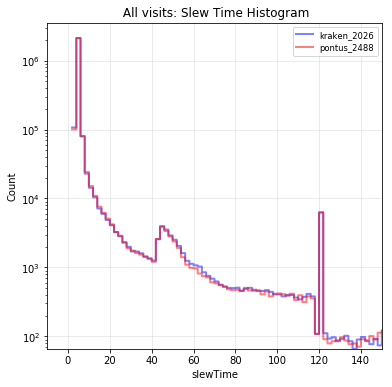 All visits: Slew Time Histogram
kraken_2026
pontus_2488
10^6
10^5
10^4
10^3
10^2
Count
0 20 40 60 80 100 120 140
slewTime